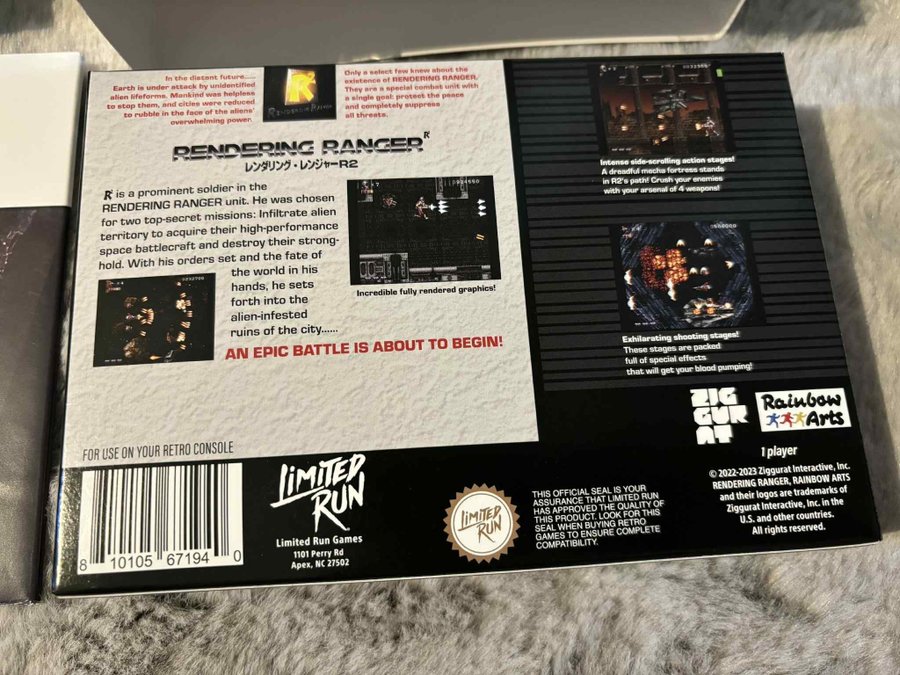 In the distant future.....
Earth is under attack by unidentified
alien lifeforms. Mankind was helpless
to stop them, and cities were reduced
to rubble in the face of the aliens'
overwhelming power.
R²
RENDERING RANGER
Only a select few knew about the
existence of RENDERING RANGER.
They are a special combat unit with
a single goal: protect the peace
and completely suppress
all threats.
RENDERING RANGER R²
レンダリング・レンジャーR2
R² is a prominent soldier in the
RENDERING RANGER unit. He was chosen
for two top-secret missions: Infiltrate alien
territory to acquire their high-performance
space battlecraft and destroy their strong-
hold. With his orders set and the fate of
the world in his
hands, he sets
forth into the
alien-infested
ruins of the city......
AN EPIC BATTLE IS ABOUT TO BEGIN!
Incredible fully rendered graphics!
Intense side-scrolling action stages!
A dreadful mecha fortress stands
in R2's path! Crush your enemies
with your arsenal of 4 weapons!
Exhilarating shooting stages!
These stages are packed
full of special effects
that will get your blood pumping!
FOR USE ON YOUR RETRO CONSOLE
8 10105 67194 0
LIMITED
RUN
Limited Run Games
1101 Perry Rd
Apex, NC 27502
LIMITED
RUN
THIS OFFICIAL SEAL IS YOUR
ASSURANCE THAT LIMITED RUN
HAS APPROVED THE QUALITY OF
THIS PRODUCT. LOOK FOR THIS
SEAL WHEN BUYING RETRO
GAMES TO ENSURE COMPLETE
COMPATIBILITY.
ZIG
GUR
AT
Rainbow
Arts
1 player
© 2022-2023 Ziggurat Interactive, Inc.
RENDERING RANGER, RAINBOW ARTS
and their logos are trademarks of
Ziggurat Interactive, Inc. in the
U.S. and other countries.
All rights reserved.